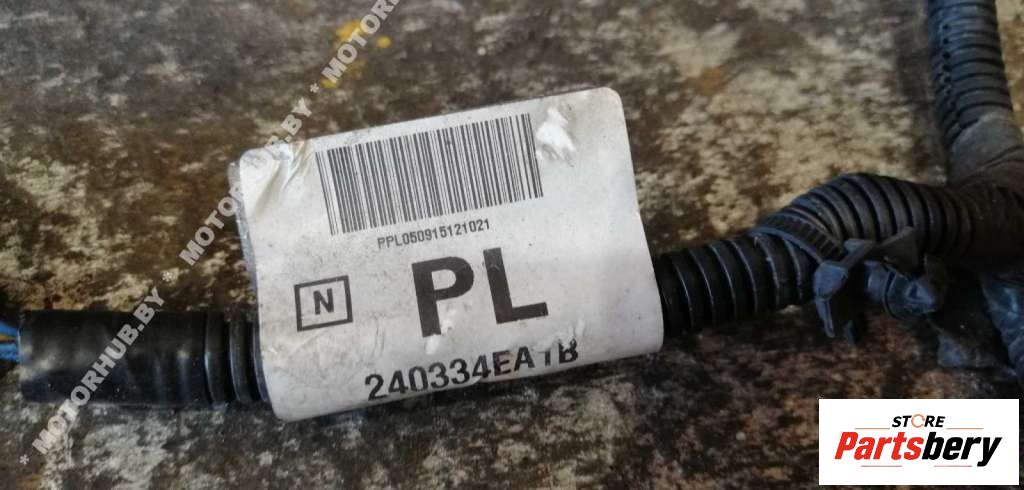 PPL050915121021
N
PL
240334EA1B
* MOTORHUB.BY * MOTORHUB.BY * MOTORHUB.BY
STORE
Partsbery